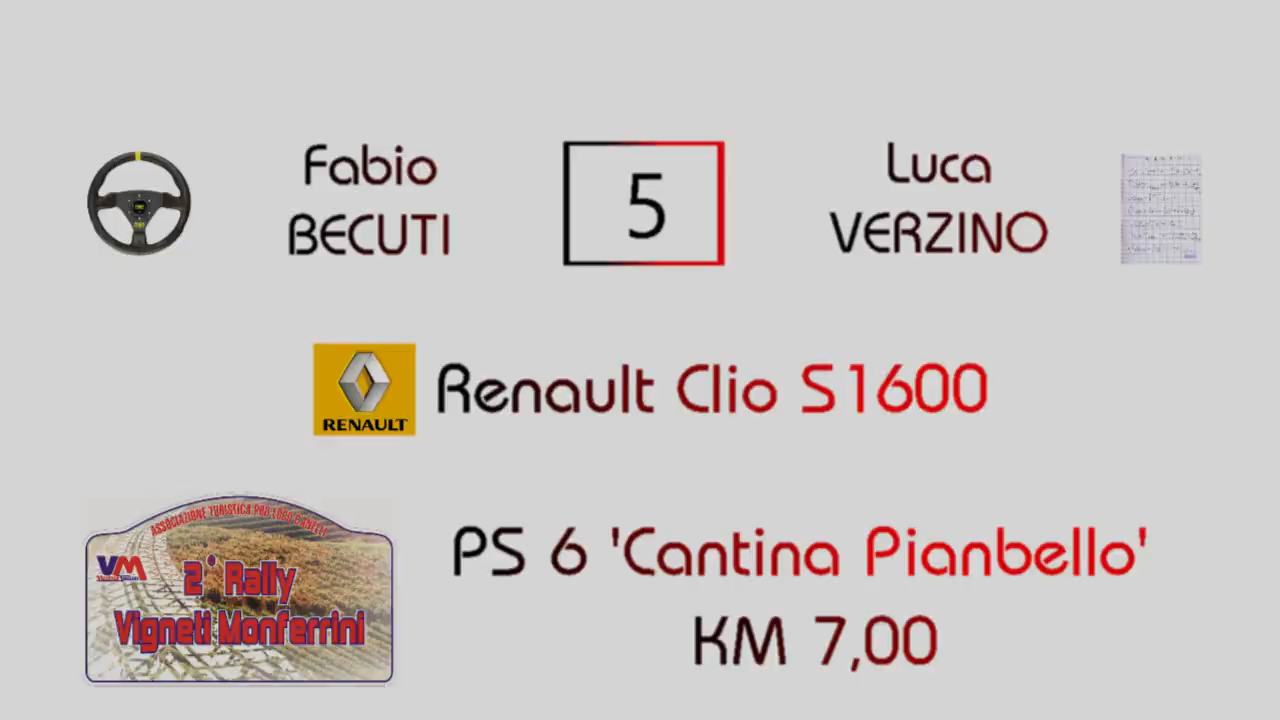 Fabio
BECUTI
5
Luca
VERZINO
RENAULT
Renault Clio S1600
ASSOCIAZIONE TURISTICA PRO LOCO CANELLI
VM
2° Rally
Vigneti Monferrini
PS 6 'Cantina Pianbello'
KM 7,00